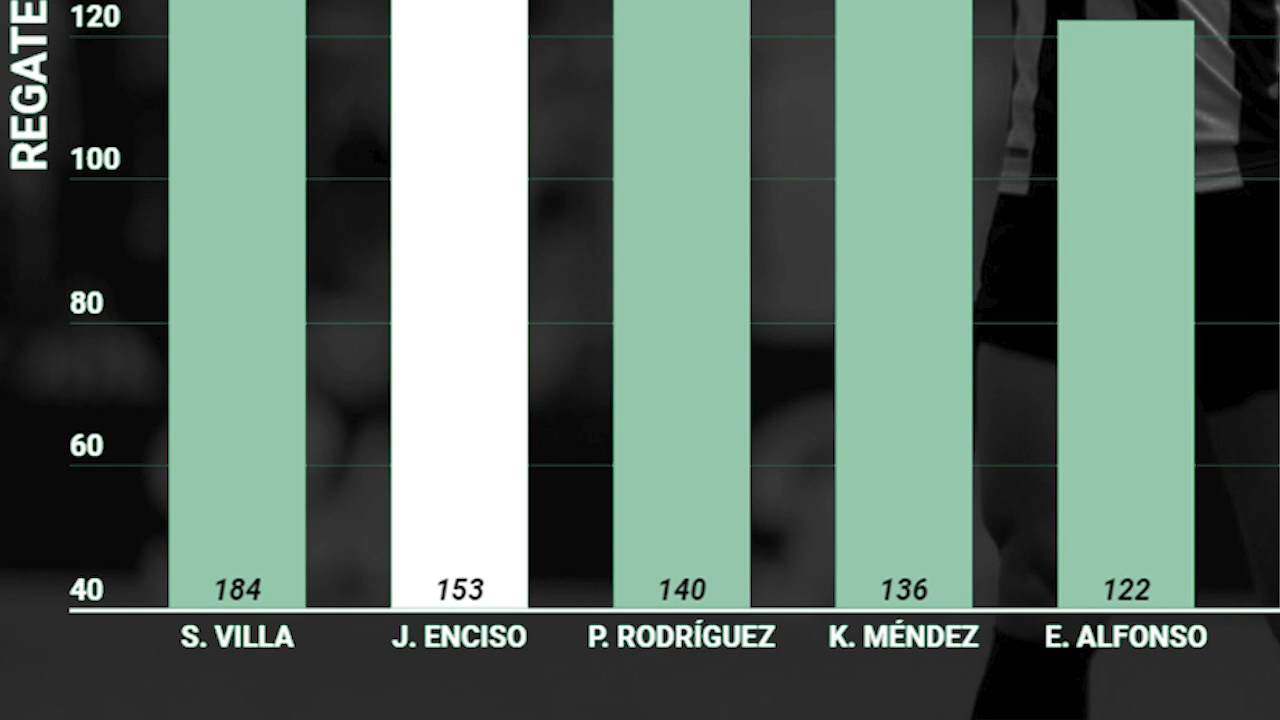 REGATE
120
100
80
60
40
184 153 140 136 122
S. VILLA J. ENCISO P. RODRÍGUEZ K. MÉNDEZ E. ALFONSO